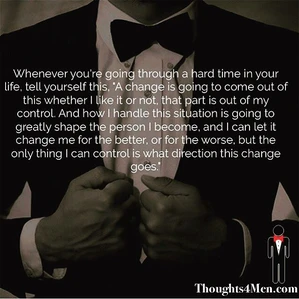 Whenever you're going through a hard time in your
life, tell yourself this, "A change is going to come out of
this whether I like it or not, that part is out of my
control. And how I handle this situation is going to
greatly shape the person I become, and I can let it
change me for the better, or for the worse, but the
only thing I can control is what direction this change
goes."
Thoughts4Men.com